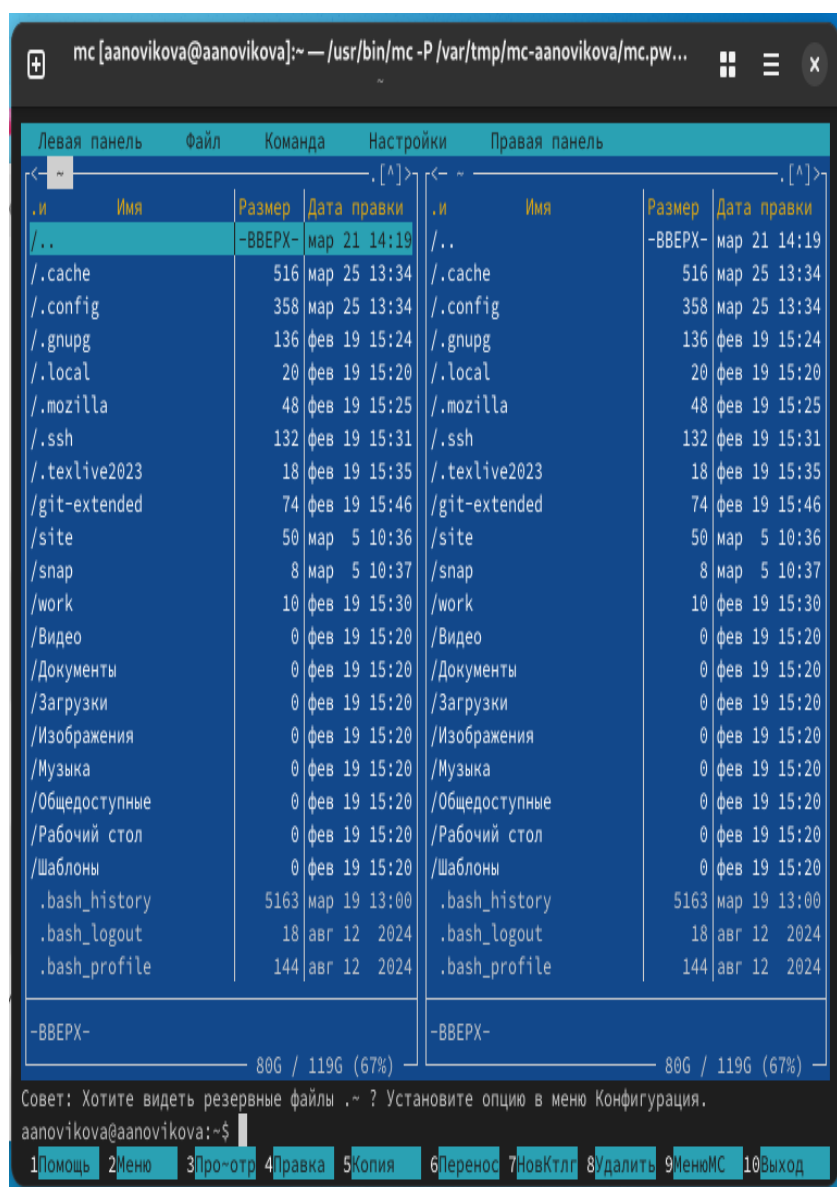 mc [aanovikova@aanovikova]:~ — /usr/bin/mc -P /var/tmp/mc-aanovikova/mc.pw...
~
Левая панель Файл Команда Настройки Правая панель
<- ~ .[^]> <- ~ .[^]>
.и Имя Размер Дата правки .и Имя Размер Дата правки
/.. -ВВЕРХ- мар 21 14:19 /.. -ВВЕРХ- мар 21 14:19
/.cache 516 мар 25 13:34 /.cache 516 мар 25 13:34
/.config 358 мар 25 13:34 /.config 358 мар 25 13:34
/.gnupg 136 фев 19 15:24 /.gnupg 136 фев 19 15:24
/.local 20 фев 19 15:20 /.local 20 фев 19 15:20
/.mozilla 48 фев 19 15:25 /.mozilla 48 фев 19 15:25
/.ssh 132 фев 19 15:31 /.ssh 132 фев 19 15:31
/.texlive2023 18 фев 19 15:35 /.texlive2023 18 фев 19 15:35
/git-extended 74 фев 19 15:46 /git-extended 74 фев 19 15:46
/site 50 мар 5 10:36 /site 50 мар 5 10:36
/snap 8 мар 5 10:37 /snap 8 мар 5 10:37
/work 10 фев 19 15:30 /work 10 фев 19 15:30
/Видео 0 фев 19 15:20 /Видео 0 фев 19 15:20
/Документы 0 фев 19 15:20 /Документы 0 фев 19 15:20
/Загрузки 0 фев 19 15:20 /Загрузки 0 фев 19 15:20
/Изображения 0 фев 19 15:20 /Изображения 0 фев 19 15:20
/Музыка 0 фев 19 15:20 /Музыка 0 фев 19 15:20
/Общедоступные 0 фев 19 15:20 /Общедоступные 0 фев 19 15:20
/Рабочий стол 0 фев 19 15:20 /Рабочий стол 0 фев 19 15:20
/Шаблоны 0 фев 19 15:20 /Шаблоны 0 фев 19 15:20
.bash_history 5163 мар 19 13:00 .bash_history 5163 мар 19 13:00
.bash_logout 18 авг 12 2024 .bash_logout 18 авг 12 2024
.bash_profile 144 авг 12 2024 .bash_profile 144 авг 12 2024
-ВВЕРХ- -ВВЕРХ-
80G / 119G (67%) 80G / 119G (67%)
Совет: Хотите видеть резервные файлы .~ ? Установите опцию в меню Конфигурация.
aanovikova@aanovikova:~$
1Помощь 2Меню 3Про~отр 4Правка 5Копия 6Перенос 7НовКтлг 8Удалить 9МенюMC 10Выход